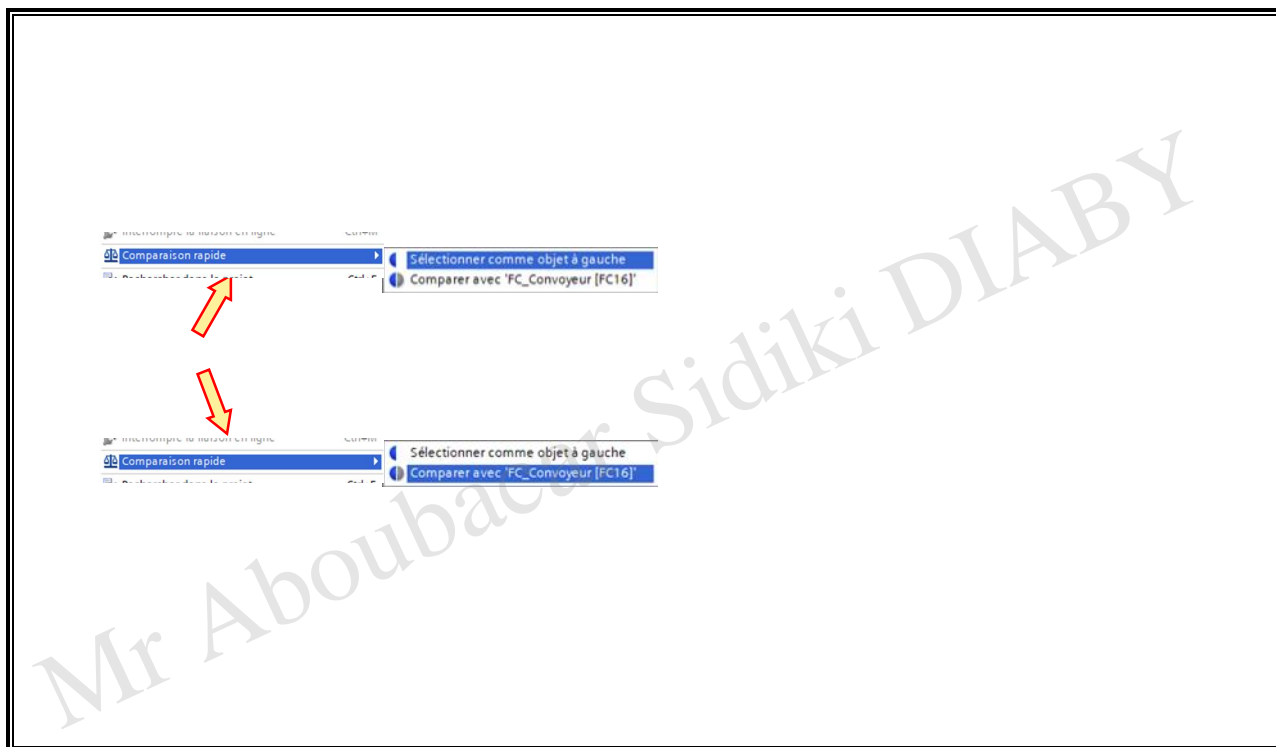 Comparaison rapide
Sélectionner comme objet à gauche
Comparer avec 'FC_Convoyeur [FC16]'
Comparaison rapide
Sélectionner comme objet à gauche
Comparer avec 'FC_Convoyeur [FC16]'
Mr Aboubacar Sidiki DIABY